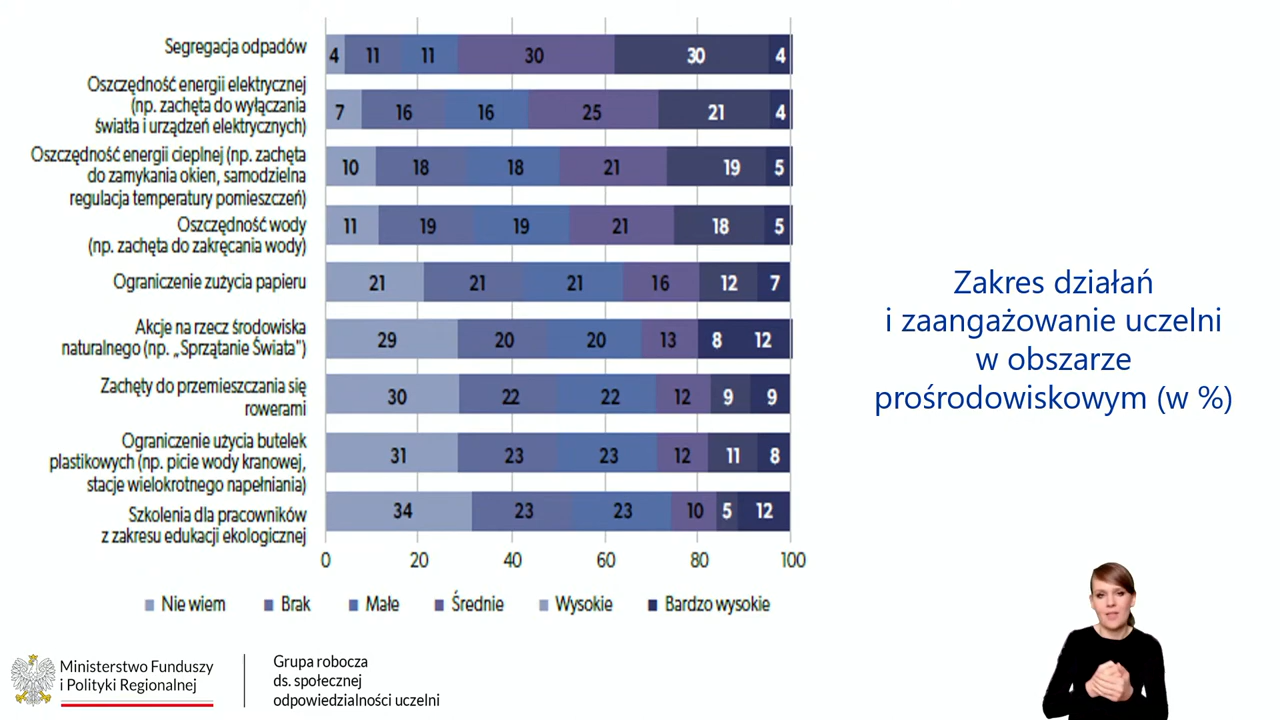 Segregacja odpadów
4 11 11 30 30 4
Oszczędność energii elektrycznej
(np. zachęta do wyłączania
światła i urządzeń elektrycznych)
7 16 16 25 21 4
Oszczędność energii cieplnej (np. zachęta
do zamykania okien, samodzielna
regulacja temperatury pomieszczeń)
10 18 18 21 19 5
Oszczędność wody
(np. zachęta do zakręcania wody)
11 19 19 21 18 5
Ograniczenie zużycia papieru
21 21 21 16 12 7
Akcje na rzecz środowiska
naturalnego (np. „Sprzątanie Świata")
29 20 20 13 8 12
Zachęty do przemieszczania się
rowerami
30 22 22 12 9 9
Ograniczenie użycia butelek
plastikowych (np. picie wody kranowej,
stacje wielokrotnego napełniania)
31 23 23 12 11 8
Szkolenia dla pracowników
z zakresu edukacji ekologicznej
34 23 23 10 5 12
0 20 40 60 80 100
Nie wiem Brak Małe Średnie Wysokie Bardzo wysokie
Zakres działań
i zaangażowanie uczelni
w obszarze
prośrodowiskowym (w %)
Ministerstwo Funduszy
i Polityki Regionalnej
Grupa robocza
ds. społecznej
odpowiedzialności uczelni